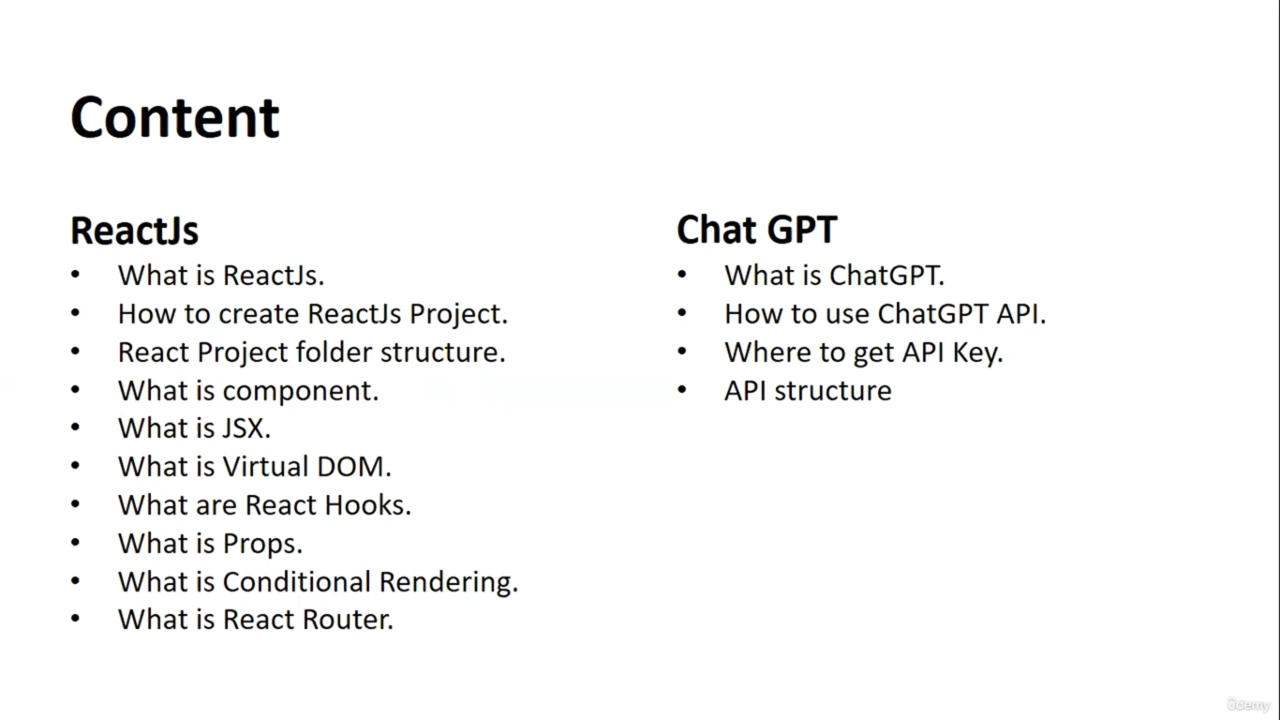 Content
ReactJs
• What is ReactJs.
• How to create ReactJs Project.
• React Project folder structure.
• What is component.
• What is JSX.
• What is Virtual DOM.
• What are React Hooks.
• What is Props.
• What is Conditional Rendering.
• What is React Router.
Chat GPT
• What is ChatGPT.
• How to use ChatGPT API.
• Where to get API Key.
• API structure
ûdemy